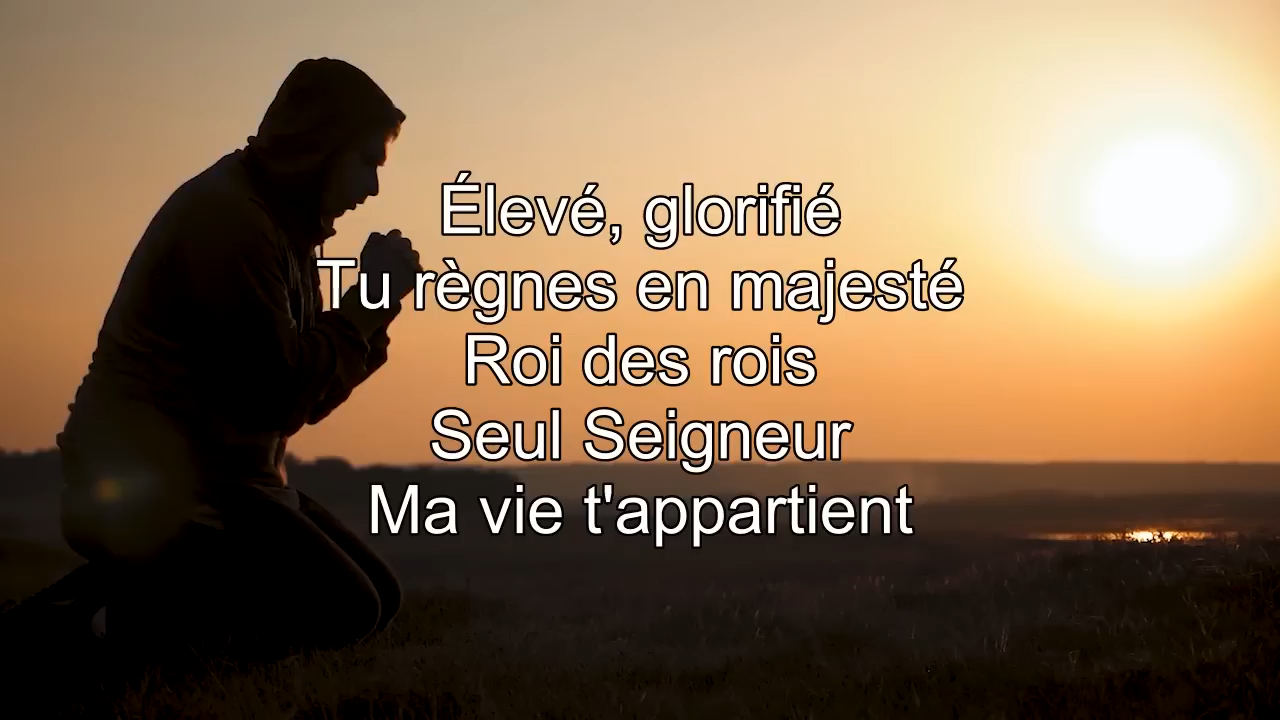 Élevé, glorifié
Tu règnes en majesté
Roi des rois
Seul Seigneur
Ma vie t'appartient